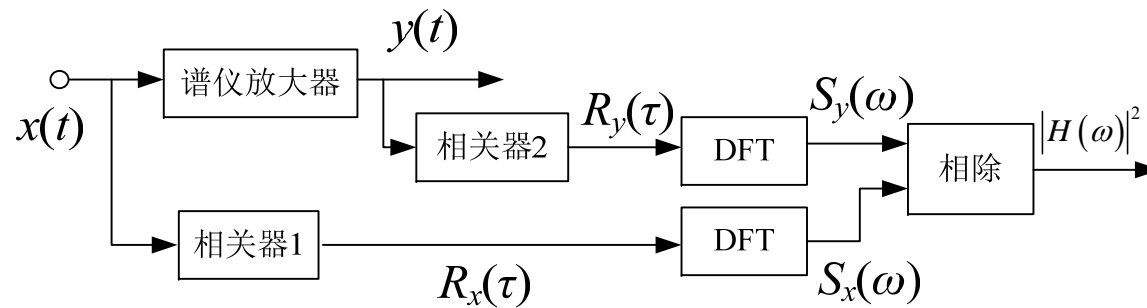 y(t)
谱仪放大器
x(t)
相关器2
R_y(τ)
DFT
S_y(ω)
相除
|H(ω)|²
相关器1
R_x(τ)
DFT
S_x(ω)